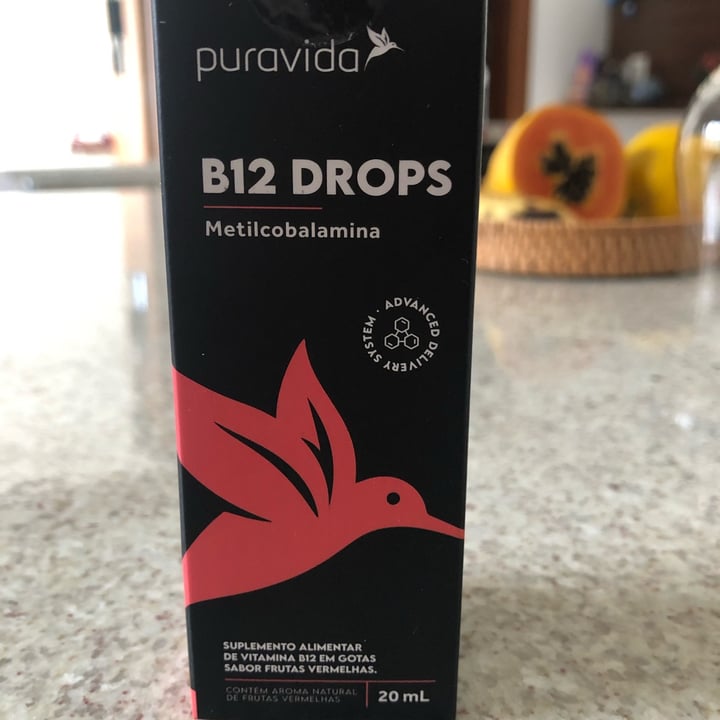 puravida
B12 DROPS
Metilcobalamina
ADVANCED DELIVERY SYSTEM ·
SUPLEMENTO ALIMENTAR
DE VITAMINA B12 EM GOTAS
SABOR FRUTAS VERMELHAS.
CONTÉM AROMA NATURAL
DE FRUTAS VERMELHAS
20 mL